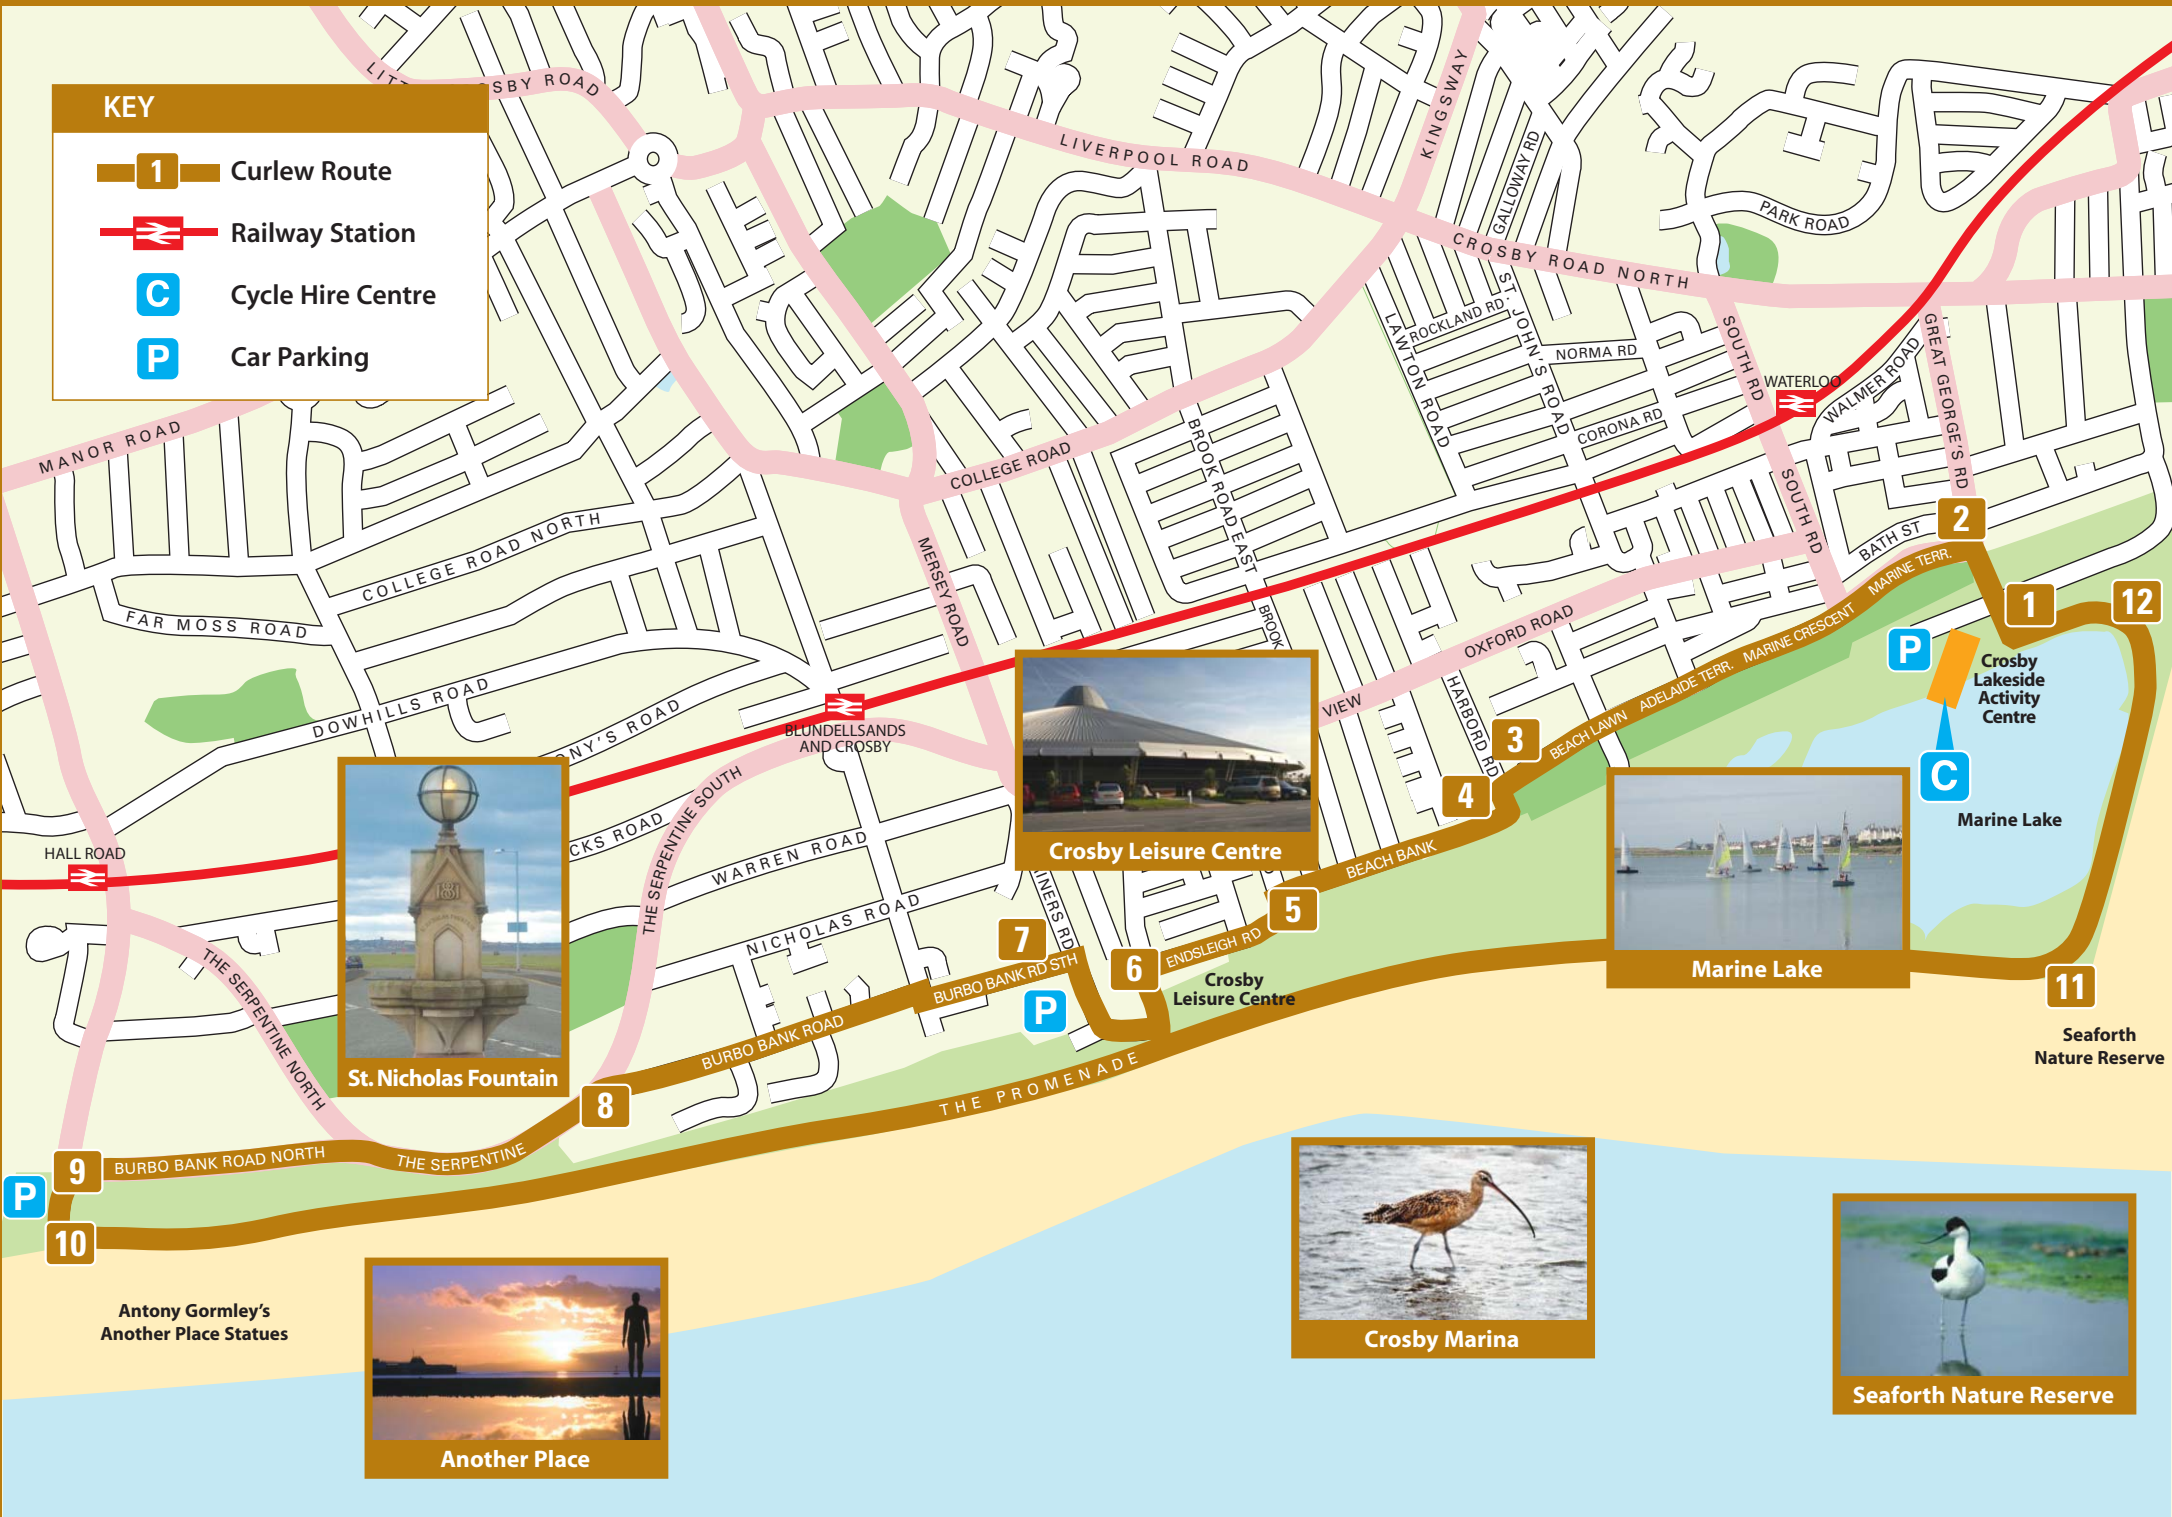 KEY
1 Curlew Route
Railway Station
C Cycle Hire Centre
P Car Parking
SBY ROAD
LIVERPOOL ROAD
KINGSWAY
GALLOWAY RD
PARK ROAD
CROSBY ROAD NORTH
ROCKLAND RD
ST. JOHN'S ROAD
LAWTON ROAD
NORMA RD
CORONA RD
SOUTH RD
WATERLOO
WALMER ROAD
GREAT GEORGE'S RD
MANOR ROAD
COLLEGE ROAD
BROOK ROAD EAST
BROOK
SOUTH RD
BATH ST
2
MARINE TERR.
COLLEGE ROAD NORTH
MERSEY ROAD
FAR MOSS ROAD
OXFORD ROAD
MARINE CRESCENT
1
12
P
Crosby
Lakeside
Activity
Centre
C
Marine Lake
DOWHILLS ROAD
ONY'S ROAD
BLUNDELLSANDS
AND CROSBY
VIEW
HARBORD RD
3
BEACH LAWN
ADELAIDE TERR.
4
HALL ROAD
CKS ROAD
THE SERPENTINE SOUTH
WARREN ROAD
Crosby Leisure Centre
BEACH BANK
5
NICHOLAS ROAD
INERS RD
7
BURBO BANK RD STH
6
ENDSLEIGH RD
Crosby
Leisure Centre
P
Marine Lake
11
Seaforth
Nature Reserve
THE SERPENTINE NORTH
BURBO BANK ROAD
St. Nicholas Fountain
8
THE PROMENADE
9
BURBO BANK ROAD NORTH
THE SERPENTINE
P
10
Antony Gormley's
Another Place Statues
Another Place
Crosby Marina
Seaforth Nature Reserve